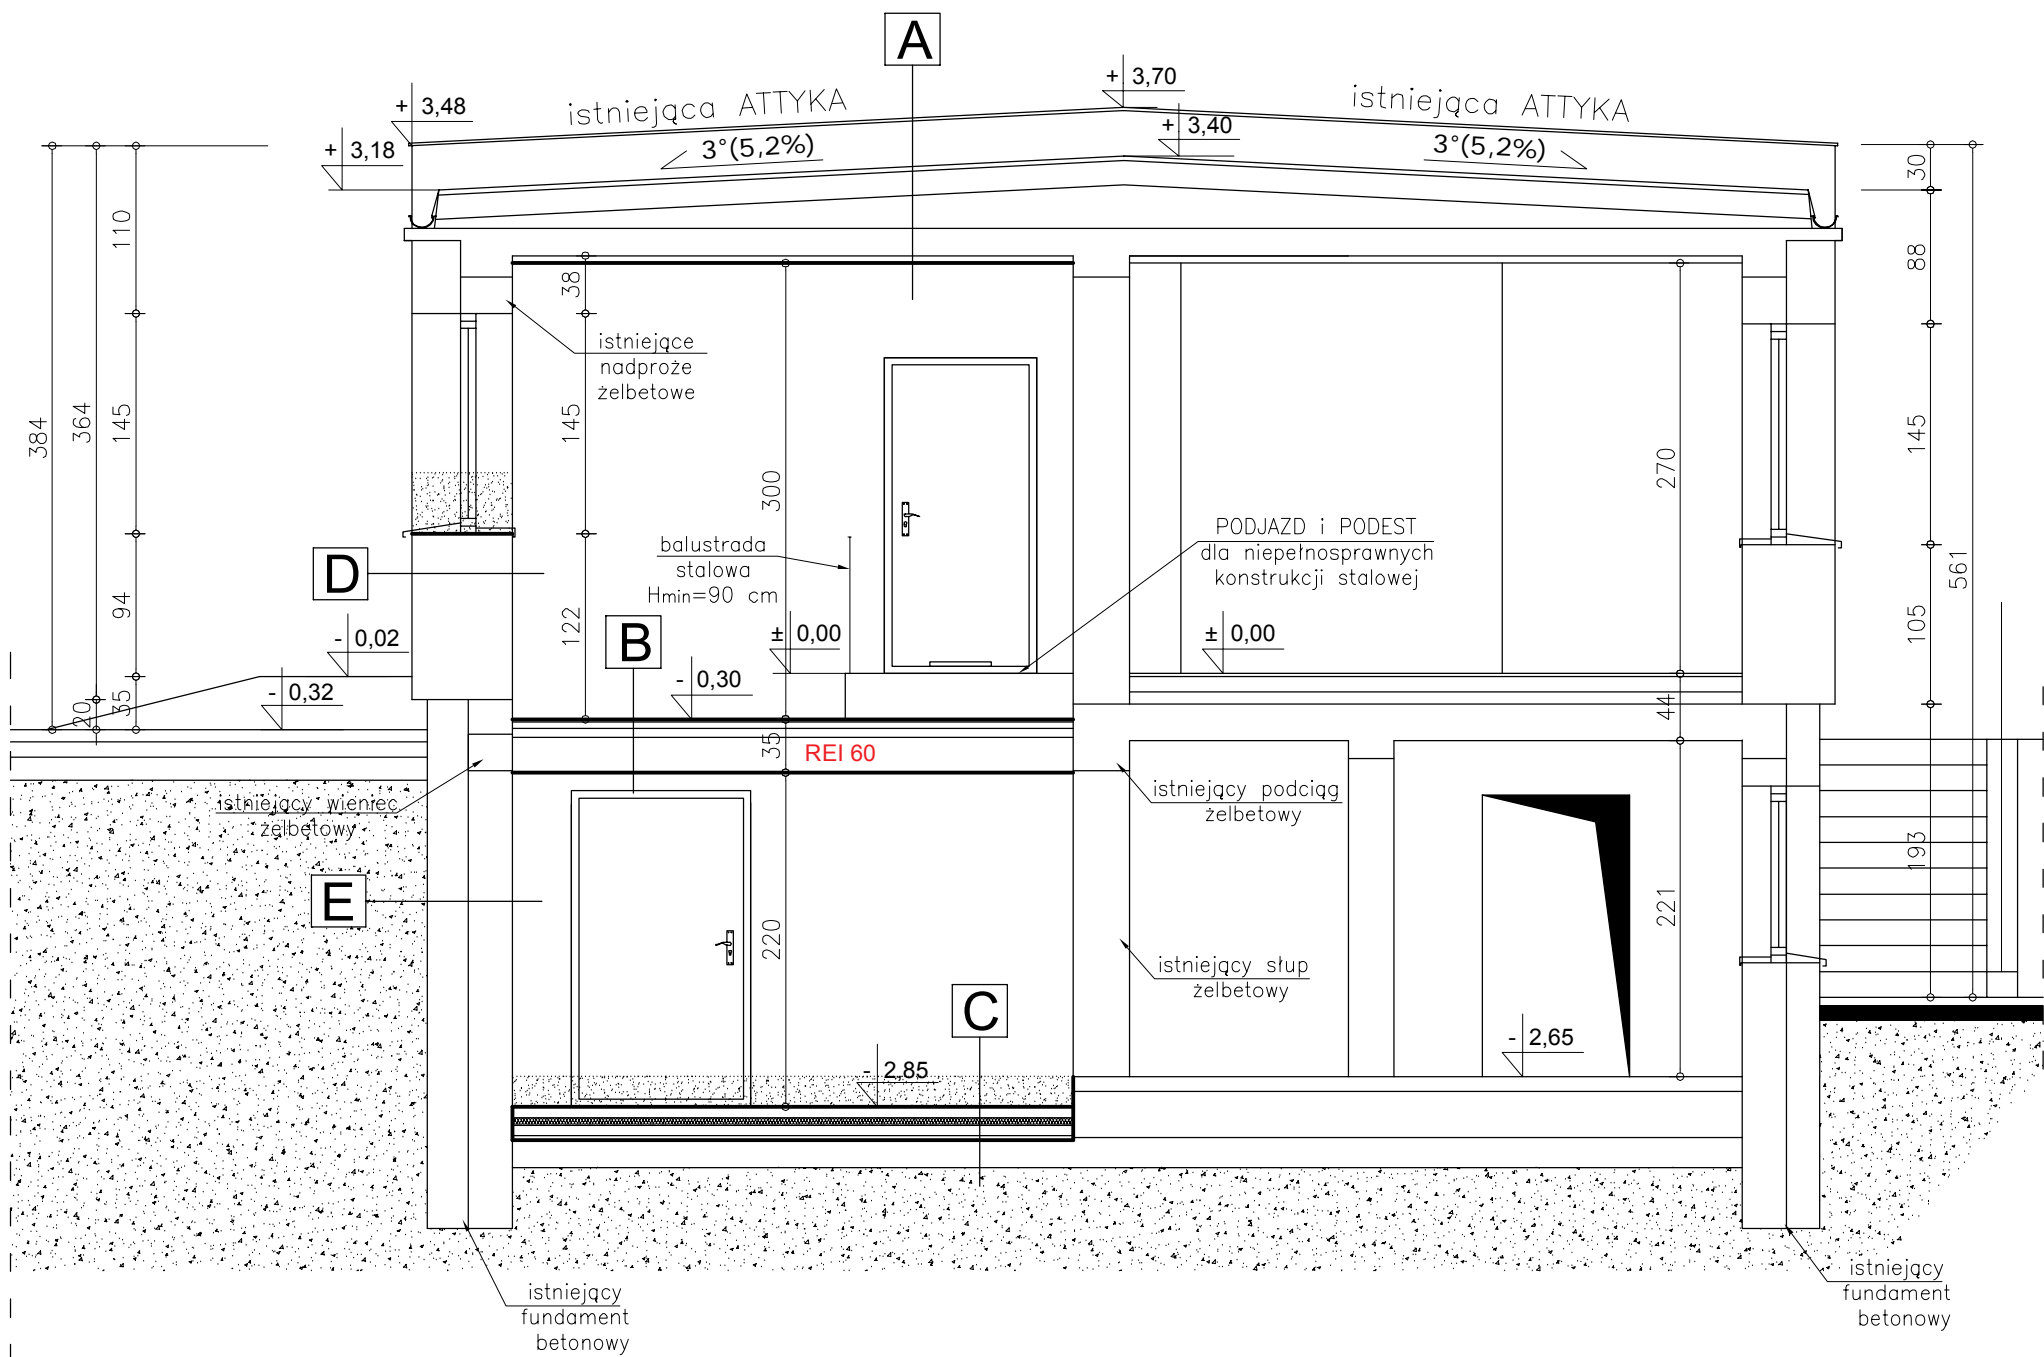 A
+ 3,70
+ 3,48
istniejąca ATTYKA
istniejąca ATTYKA
+ 3,40
+ 3,18
3°(5,2%)
3°(5,2%)
30
110
88
38
istniejące
nadproże
żelbetowe
384
364
145
145
145
300
270
PODJAZD i PODEST
dla niepełnosprawnych
konstrukcji stalowej
balustrada
stalowa
Hmin=90 cm
D
561
94
122
105
B
± 0,00
± 0,00
- 0,02
- 0,30
- 0,32
20
35
44
35
REI 60
istniejący wieniec
żelbetowy
istniejący podciąg
żelbetowy
193
E
220
221
istniejący słup
żelbetowy
C
- 2,65
- 2,85
istniejący
fundament
betonowy
istniejący
fundament
betonowy